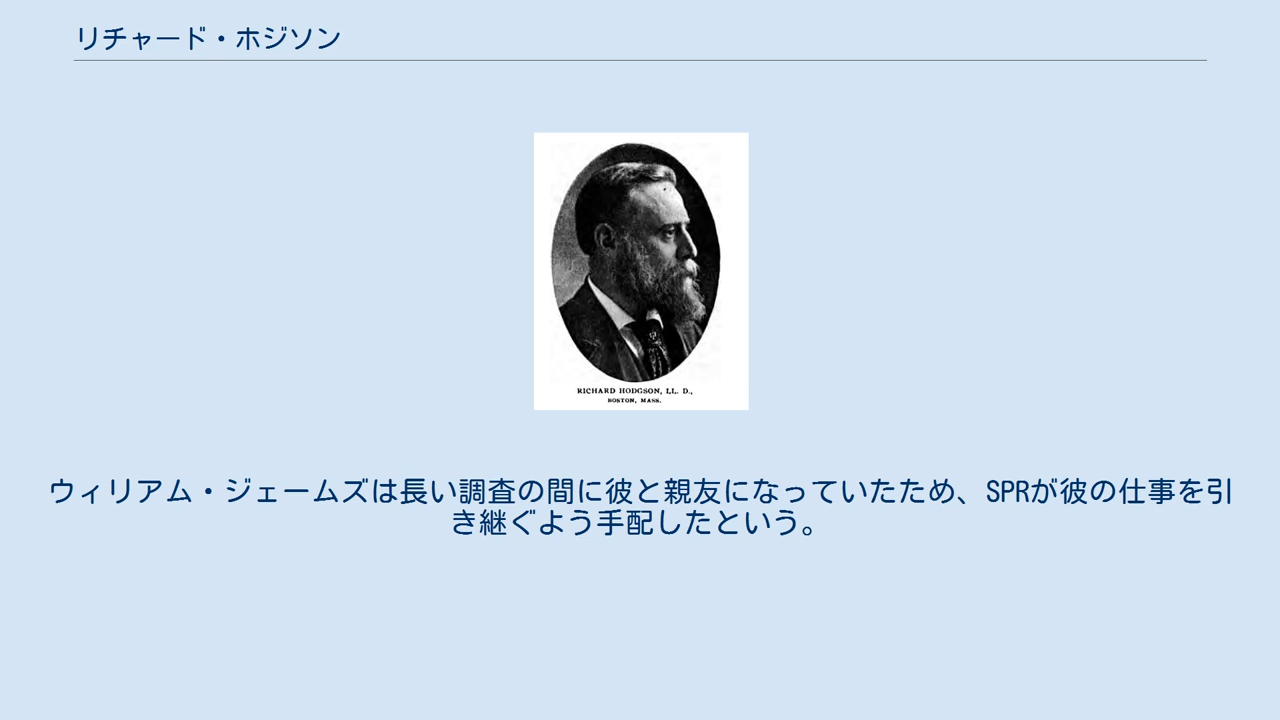 リチャード・ホジソン
RICHARD HODGSON, LL. D.,
BOSTON, MASS.
ウィリアム・ジェームズは長い調査の間に彼と親友になっていたため、SPRが彼の仕事を引
き継ぐよう手配したという。